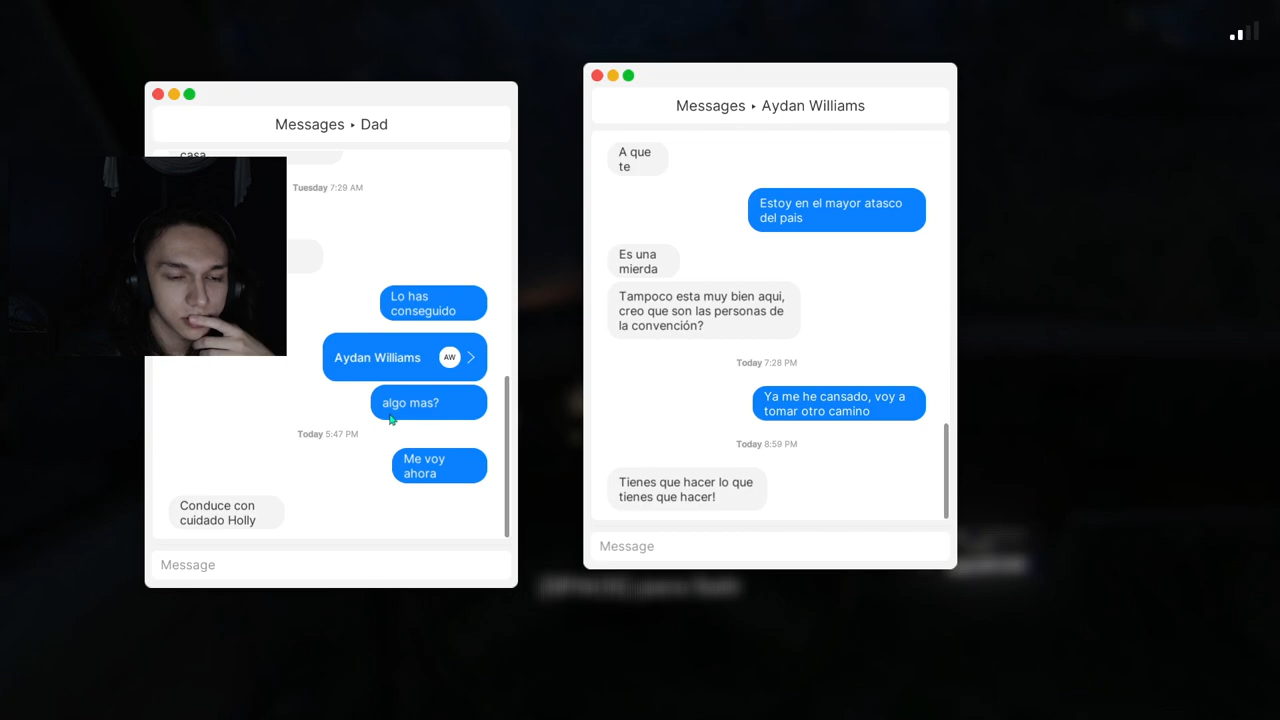 Messages ▸ Dad
casa
Tuesday 7:29 AM
Lo has
conseguido
Aydan Williams AW
algo mas?
Today 5:47 PM
Me voy
ahora
Conduce con
cuidado Holly
Message
Messages ▸ Aydan Williams
A que
te
Estoy en el mayor atasco
del pais
Es una
mierda
Tampoco esta muy bien aqui,
creo que son las personas de
la convención?
Today 7:28 PM
Ya me he cansado, voy a
tomar otro camino
Today 8:59 PM
Tienes que hacer lo que
tienes que hacer!
Message